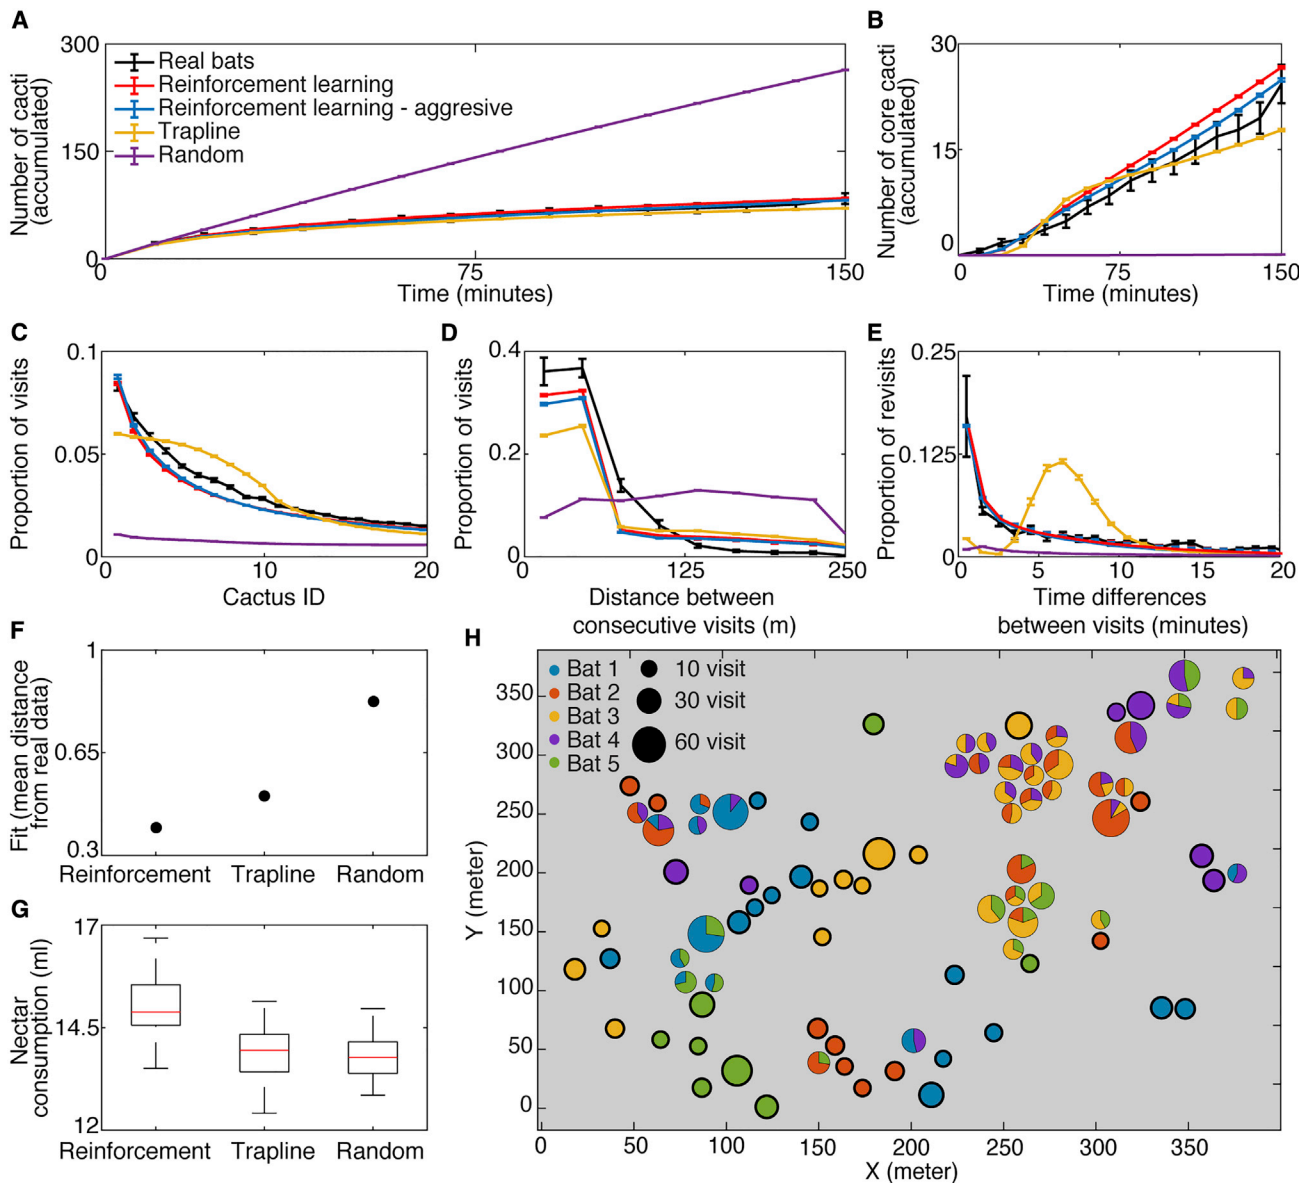 A
Number of cacti
(accumulated)
300
150
0
Real bats
Reinforcement learning
Reinforcement learning - aggresive
Trapline
Random
0
75
150
Time (minutes)
B
Number of core cacti
(accumulated)
30
15
0
0
75
150
Time (minutes)
C
Proportion of visits
0.1
0.05
0
0
10
20
Cactus ID
D
Proportion of visits
0.4
0.2
0
0
125
250
Distance between
consecutive visits (m)
E
Proportion of revisits
0.25
0.125
0
0
5
10
15
20
Time differences
between visits (minutes)
F
Fit (mean distance
from real data)
1
0.65
0.3
Reinforcement
Trapline
Random
G
Nectar
consumption (ml)
17
14.5
12
Reinforcement
Trapline
Random
H
Bat 1
Bat 2
Bat 3
Bat 4
Bat 5
10 visit
30 visit
60 visit
Y (meter)
350
300
250
200
150
100
50
0
0
50
100
150
200
250
300
350
X (meter)